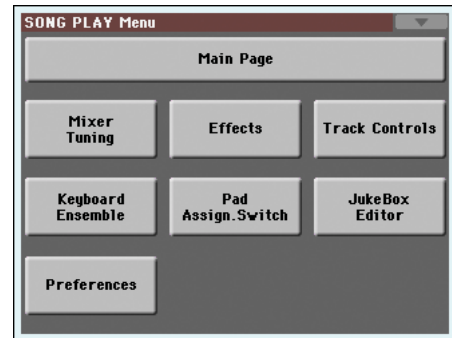 SONG PLAY Menu
Main Page
Mixer
Tuning
Effects
Track Controls
Keyboard
Ensemble
Pad
Assign.Switch
JukeBox
Editor
Preferences